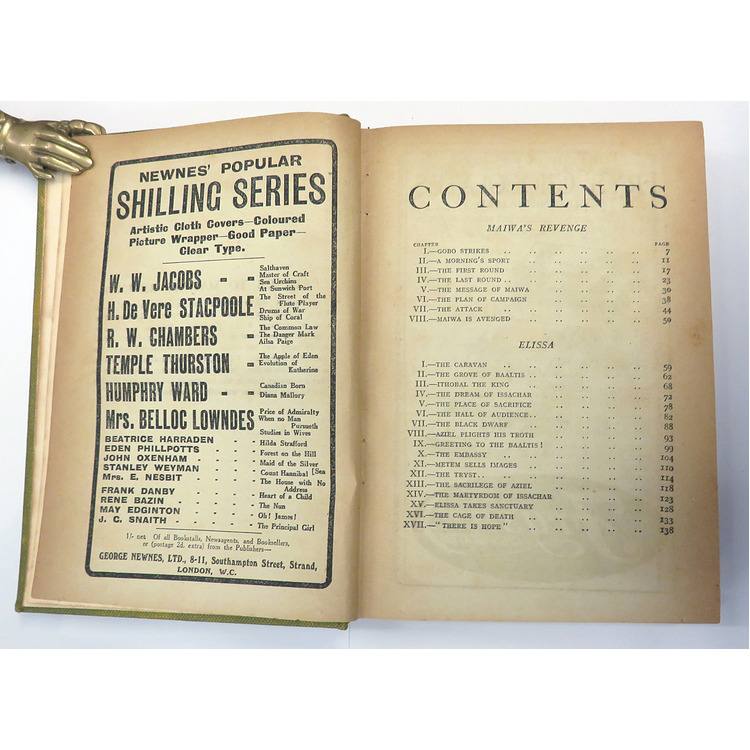 NEWNES' POPULAR
SHILLING SERIES
Artistic Cloth Covers—Coloured
Picture Wrapper—Good Paper—
Clear Type.
W. W. JACOBS - - Salthaven
Master of Craft
Sea Urchins
At Sunwich Port
H. De Vere STACPOOLE The Street of the
Flute Player
Drums of War
Ship of Coral
R. W. CHAMBERS - The Common Law
The Danger Mark
Ailsa Paige
TEMPLE THURSTON - The Apple of Eden
Evolution of
Katherine
HUMPHRY WARD - - Canadian Born
Diana Mallory
Mrs. BELLOC LOWNDES Price of Admiralty
When no Man
Pursueth
Studies in Wives
BEATRICE HARRADEN - - Hilda Strafford
EDEN PHILLPOTTS - - Forest on the Hill
JOHN OXENHAM - - Maid of the Silver
[Sea
STANLEY WEYMAN - - Count Hannibal
Mrs. E. NESBIT - - The House with No
Address
FRANK DANBY - - - Heart of a Child
RENE BAZIN - - - The Nun
MAY EDGINTON - - - Oh! James!
J. C. SNAITH - - - The Principal Girl
1/- net Of all Bookstalls, Newsagents, and Booksellers,
or (postage 2d. extra) from the Publishers—
GEORGE NEWNES, LTD., 8-11, Southampton Street, Strand,
LONDON, W.C.
CONTENTS
MAIWA'S REVENGE
CHAPTER PAGE
I.—GOBO STRIKES .. .. .. .. .. .. 7
II.—A MORNING'S SPORT .. .. .. .. .. 11
III.—THE FIRST ROUND .. .. .. .. .. 17
IV.—THE LAST ROUND .. .. .. .. .. .. 23
V.—THE MESSAGE OF MAIWA .. .. .. .. 30
VI.—THE PLAN OF CAMPAIGN .. .. .. .. 38
VII.—THE ATTACK .. .. .. .. .. .. 44
VIII.—MAIWA IS AVENGED .. .. .. .. .. 50
ELISSA
I.—THE CARAVAN .. .. .. .. .. .. 59
II.—THE GROVE OF BAALTIS .. .. .. .. .. 62
III.—ITHOBAL THE KING .. .. .. .. .. 68
IV.—THE DREAM OF ISSACHAR .. .. .. .. 72
V.—THE PLACE OF SACRIFICE .. .. .. .. 78
VI.—THE HALL OF AUDIENCE .. .. .. .. .. 82
VII.—THE BLACK DWARF .. .. .. .. .. 88
VIII.—AZIEL PLIGHTS HIS TROTH .. .. .. .. 93
IX.—GREETING TO THE BAALTIS! .. .. .. .. 99
X.—THE EMBASSY .. .. .. .. .. .. 104
XI.—METEM SELLS IMAGES .. .. .. .. .. 110
XII.—THE TRYST .. .. .. .. .. .. .. 114
XIII.—THE SACRILEGE OF AZIEL .. .. .. .. 118
XIV.—THE MARTYRDOM OF ISSACHAR .. .. .. 123
XV.—ELISSA TAKES SANCTUARY .. .. .. .. 128
XVI.—THE CAGE OF DEATH .. .. .. .. .. 133
XVII.—"THERE IS HOPE" .. .. .. .. .. 138